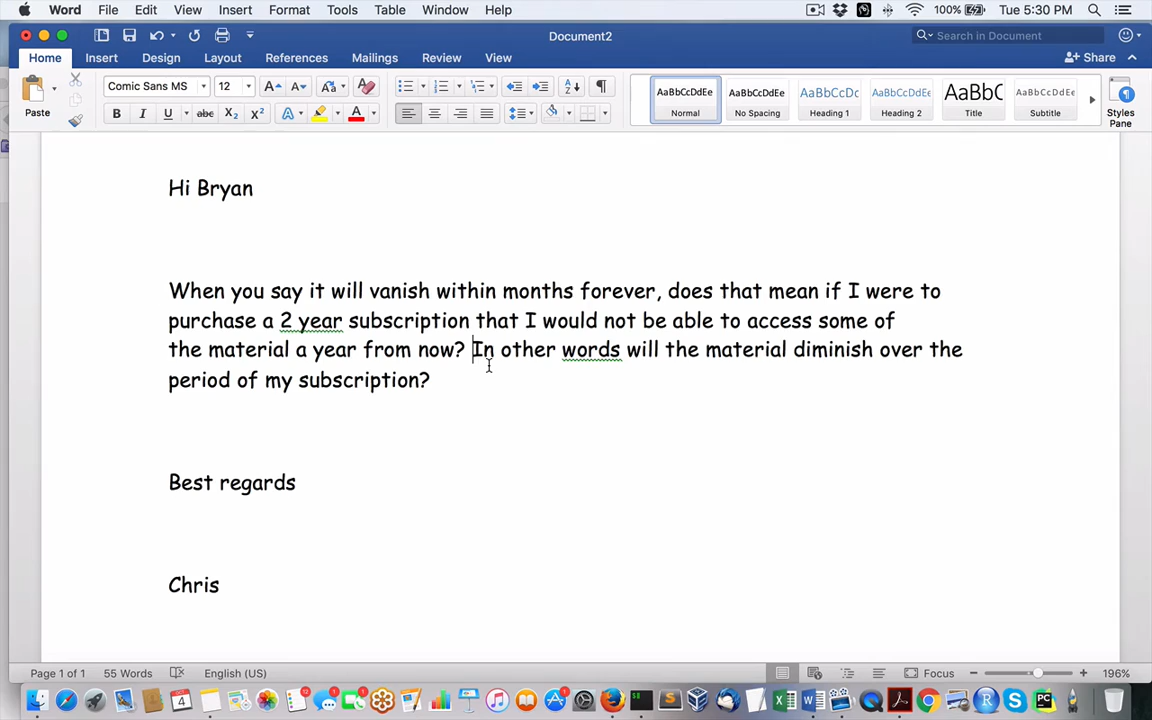 Word File Edit View Insert Format Tools Table Window Help 100% Tue 5:30 PM
Document2
Search in Document
Home Insert Design Layout References Mailings Review View
Share
Paste
Comic Sans MS 12
AaBbCcDdEe AaBbCcDdEe AaBbCcDc AaBbCcDdEe AaBbC AaBbCcDdEe
Normal No Spacing Heading 1 Heading 2 Title Subtitle
Styles
Pane
Hi Bryan
When you say it will vanish within months forever, does that mean if I were to
purchase a 2 year subscription that I would not be able to access some of
the material a year from now? In other words will the material diminish over the
period of my subscription?
Best regards
Chris
Page 1 of 1 55 Words English (US) Focus 196%